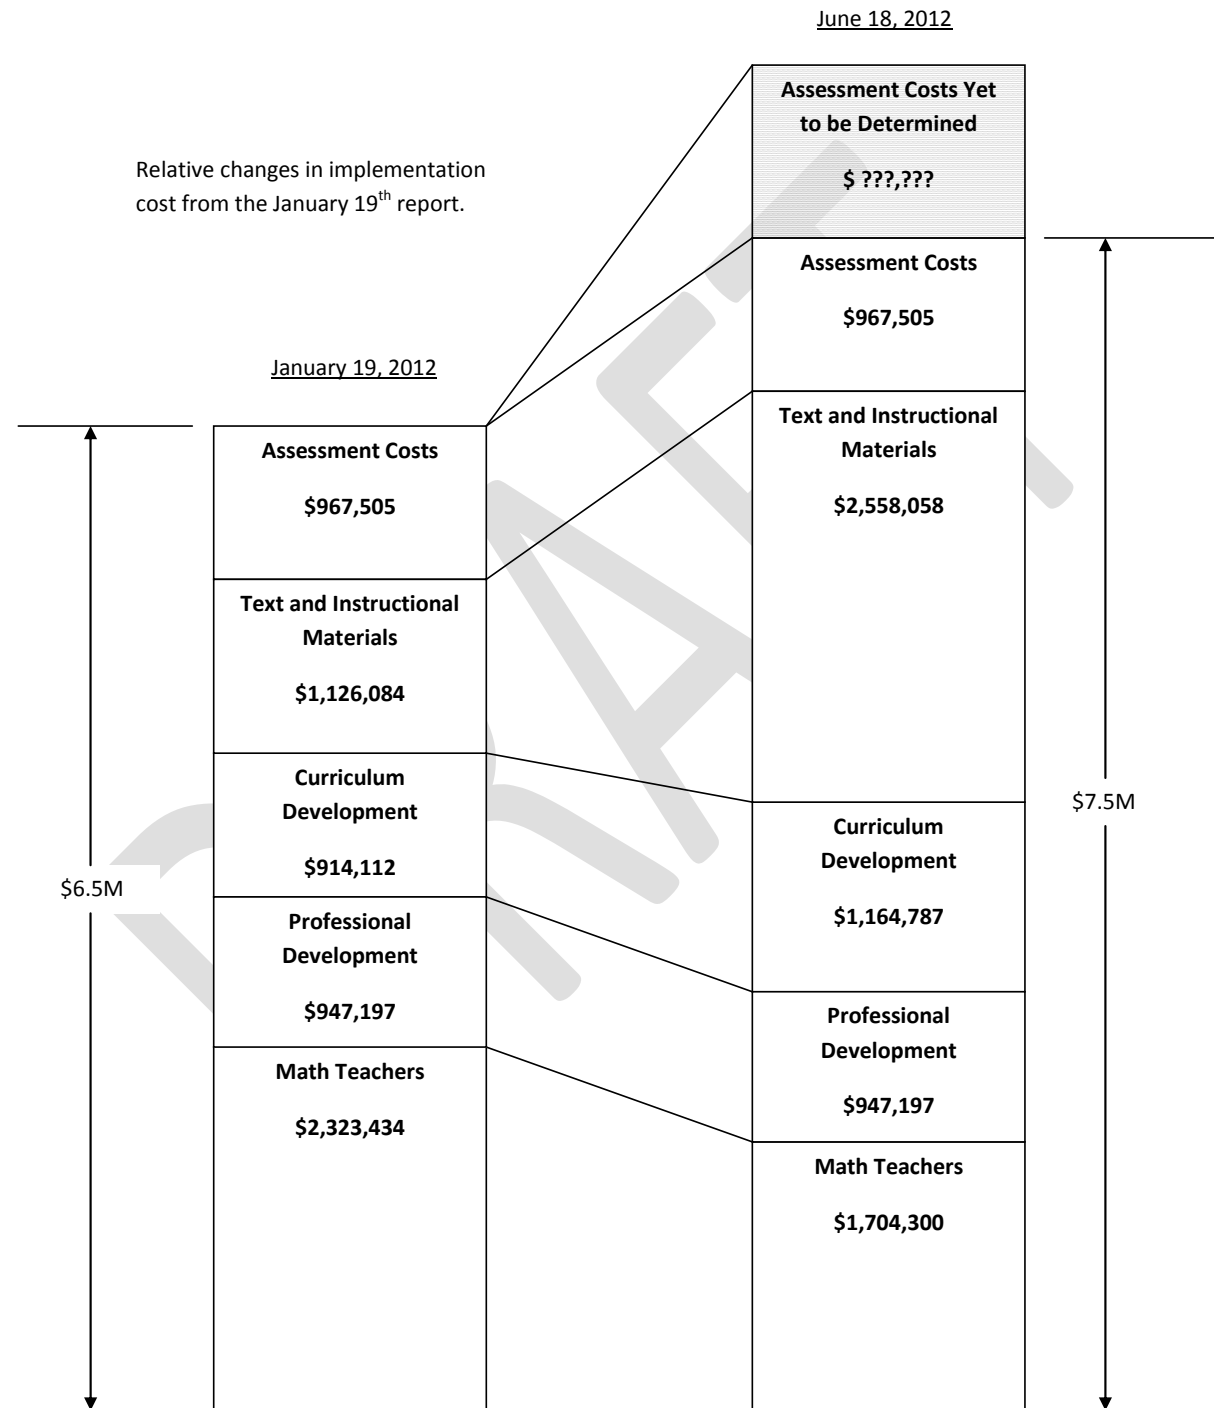 June 18, 2012
Assessment Costs Yet
to be Determined
$ ???,???
Relative changes in implementation
cost from the January 19th report.
Assessment Costs
$967,505
January 19, 2012
Text and Instructional
Materials
$2,558,058
Assessment Costs
$967,505
Text and Instructional
Materials
$1,126,084
Curriculum
Development
$914,112
$7.5M
Curriculum
Development
$1,164,787
$6.5M
Professional
Development
$947,197
Professional
Development
$947,197
Math Teachers
$2,323,434
Math Teachers
$1,704,300
DRAFT